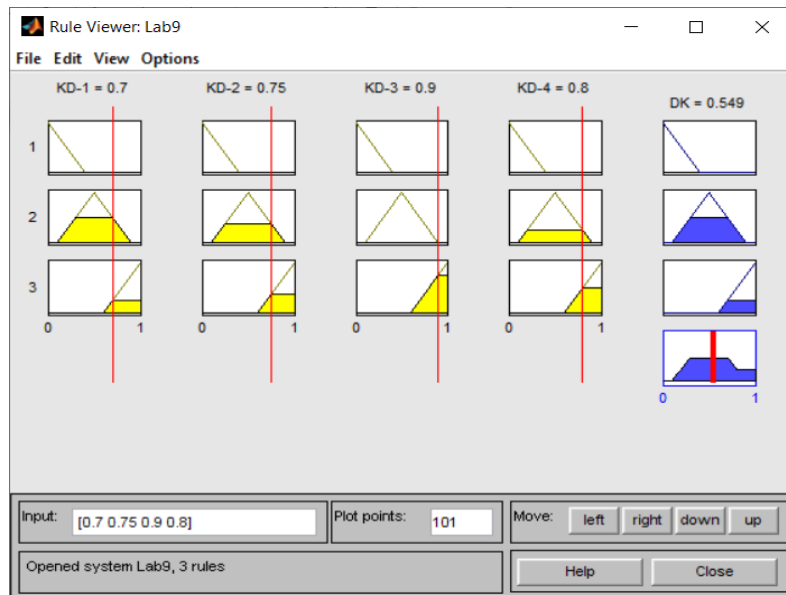 Rule Viewer: Lab9
File Edit View Options
KD-1 = 0.7 KD-2 = 0.75 KD-3 = 0.9 KD-4 = 0.8
DK = 0.549
1
2
3
0 1 0 1 0 1 0 1
0 1
Input: [0.7 0.75 0.9 0.8] Plot points: 101 Move: left right down up
Opened system Lab9, 3 rules Help Close